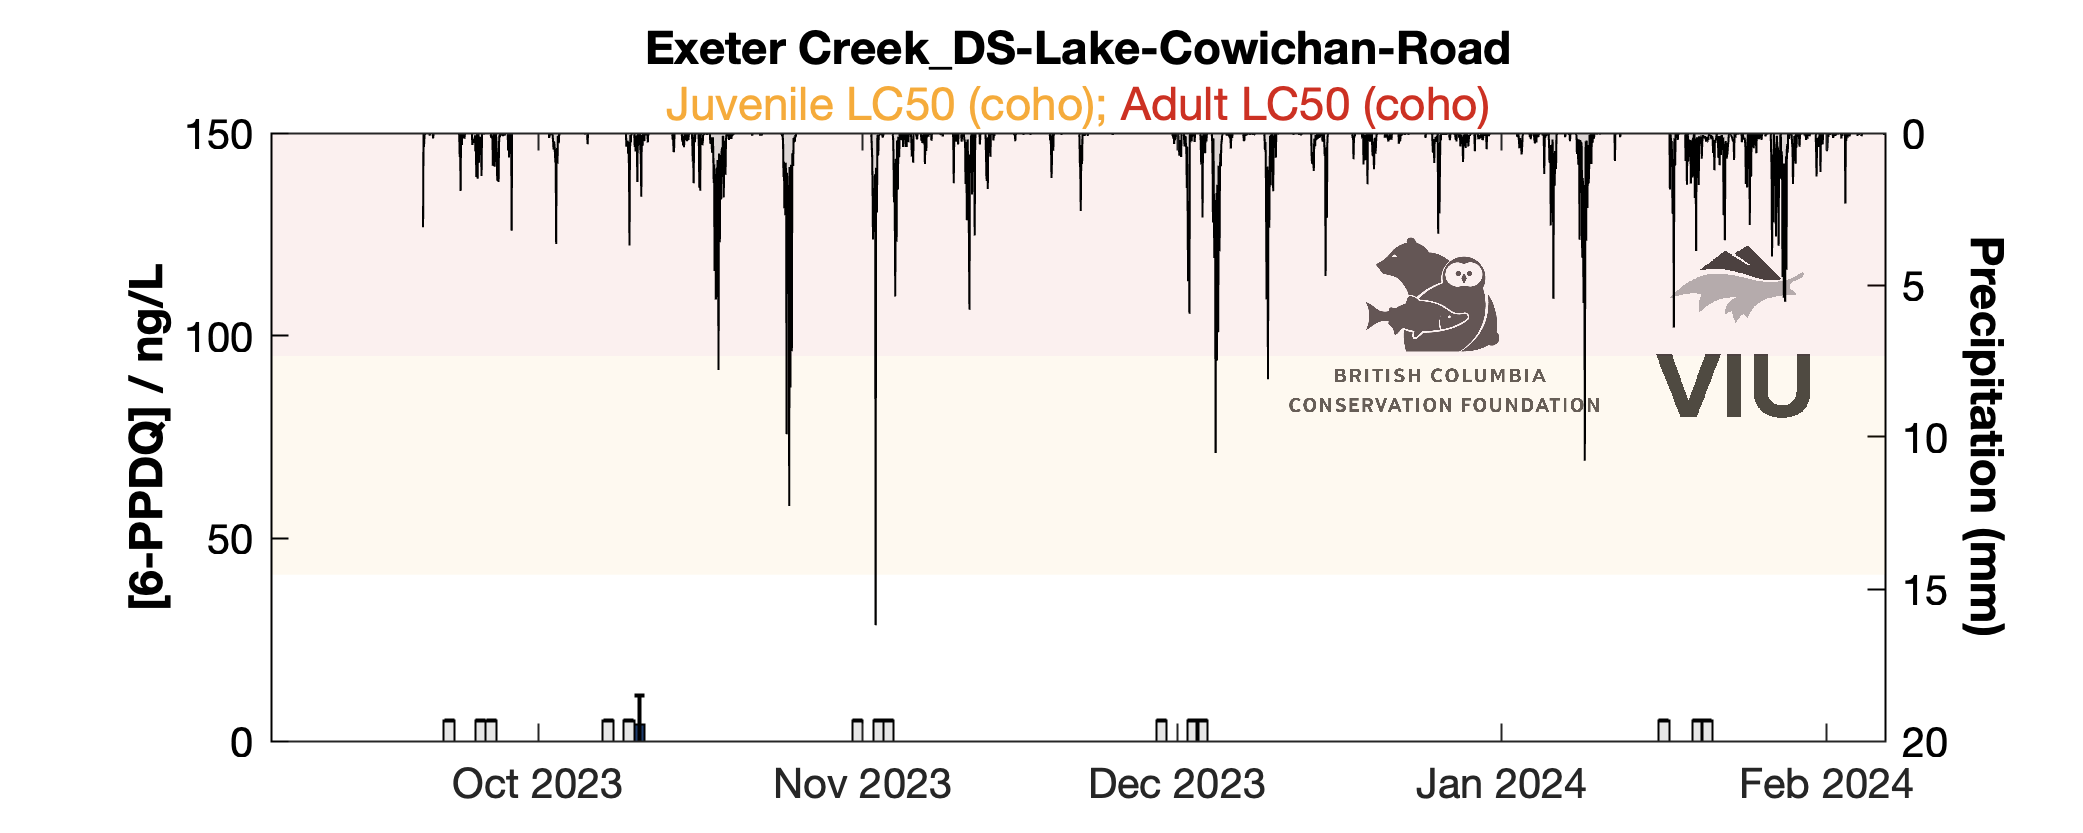 Exeter Creek_DS-Lake-Cowichan-Road
Juvenile LC50 (coho); Adult LC50 (coho)
150
100
50
0
[6-PPDQ] / ng/L
0
5
10
15
20
Precipitation (mm)
BRITISH COLUMBIA
CONSERVATION FOUNDATION
VIU
Oct 2023
Nov 2023
Dec 2023
Jan 2024
Feb 2024